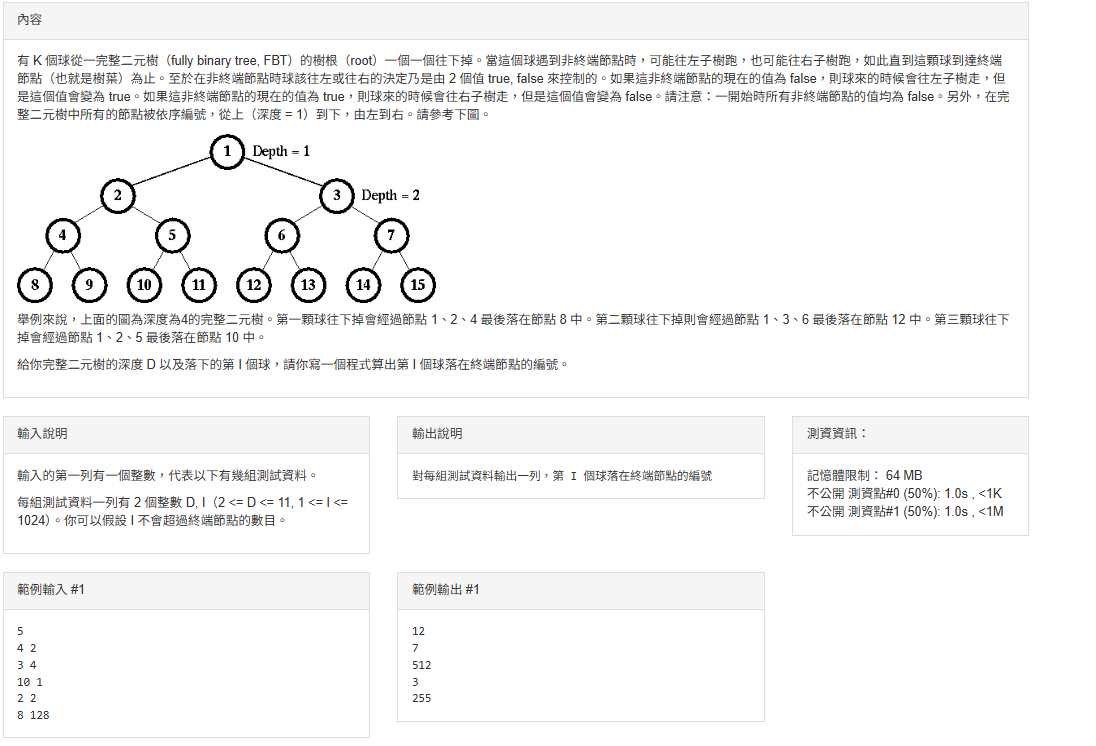 內容
有 K 個球從一完整二元樹（fully binary tree, FBT）的樹根（root）一個一個往下掉。當這個球遇到非終端節點時，可能往左子樹跑，也可能往右子樹跑，如此直到這顆球到達終端
節點（也就是樹葉）為止。至於在非終端節點時球該往左或往右的決定乃是由 2 個值 true, false 來控制的。如果這非終端節點的現在的值為 false，則球來的時候會往左子樹走，但
是這個值會變為 true。如果這非終端節點的現在的值為 true，則球來的時候會往右子樹走，但是這個值會變為 false。請注意：一開始時所有非終端節點的值均為 false。另外，在完
整二元樹中所有的節點被依序編號，從上（深度 = 1）到下，由左到右。請參考下圖。
1 Depth = 1
2 3 Depth = 2
4 5 6 7
8 9 10 11 12 13 14 15
舉例來說，上面的圖為深度為4的完整二元樹。第一顆球往下掉會經過節點 1、2、4 最後落在節點 8 中。第二顆球往下掉則會經過節點 1、3、6 最後落在節點 12 中。第三顆球往下
掉會經過節點 1、2、5 最後落在節點 10 中。
給你完整二元樹的深度 D 以及落下的第 I 個球，請你寫一個程式算出第 I 個球落在終端節點的編號。
輸入說明
輸入的第一列有一個整數，代表以下有幾組測試資料。
每組測試資料一列有 2 個整數 D, I（2 <= D <= 11, 1 <= I <=
1024）。你可以假設 I 不會超過終端節點的數目。
輸出說明
對每組測試資料輸出一列，第 I 個球落在終端節點的編號
測資資訊：
記憶體限制： 64 MB
不公開 測資點#0 (50%): 1.0s , <1K
不公開 測資點#1 (50%): 1.0s , <1M
範例輸入 #1
5
4 2
3 4
10 1
2 2
8 128
範例輸出 #1
12
7
512
3
255